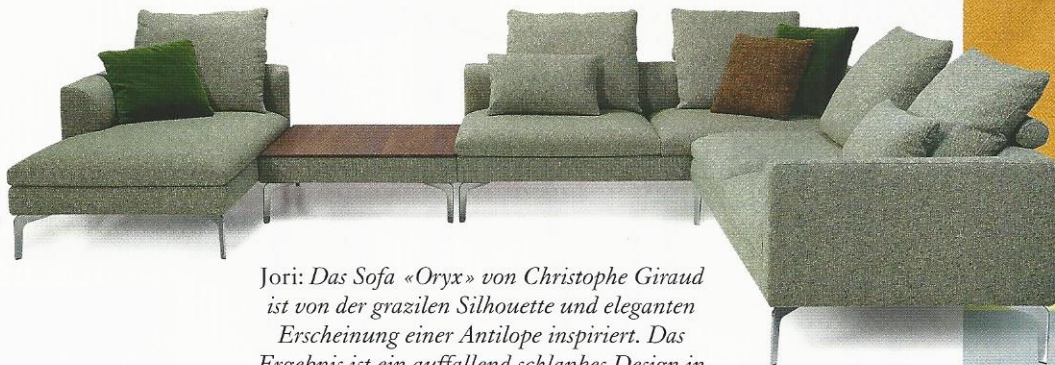 Jori: Das Sofa «Oryx» von Christophe Giraud
ist von der grazilen Silhouette und eleganten
Erscheinung einer Antilope inspiriert. Das
Ergebnis ist ein auffallend schlankes Design in